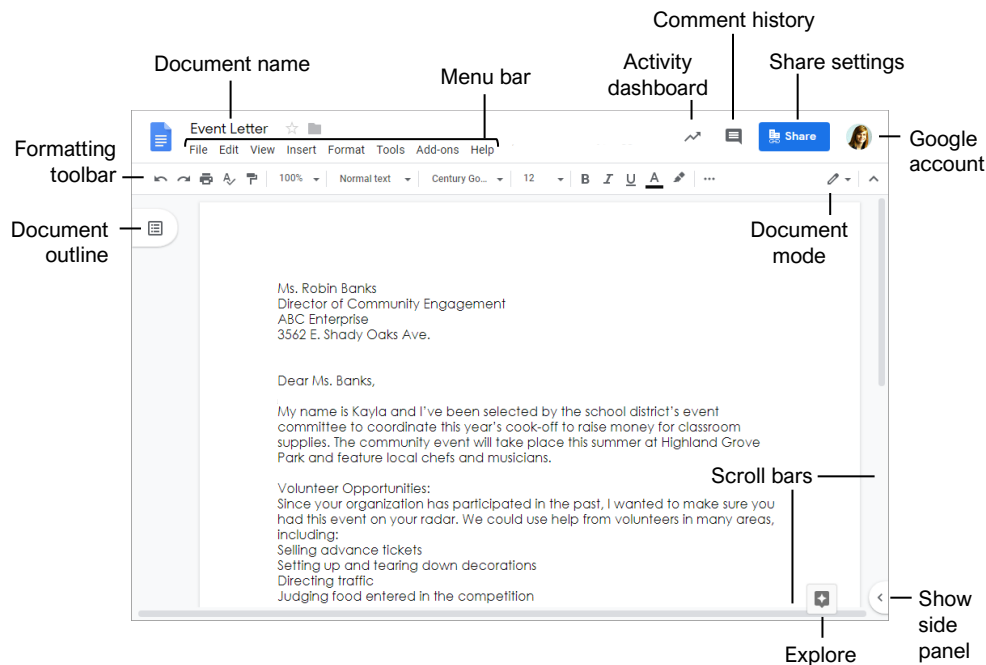 Comment history
Document name
Menu bar
Activity
dashboard
Share settings
Event Letter
File Edit View Insert Format Tools Add-ons Help
Share
Google
account
Formatting
toolbar
100% Normal text Century Go... 12 B I U A ...
Document
outline
Document
mode
Ms. Robin Banks
Director of Community Engagement
ABC Enterprise
3562 E. Shady Oaks Ave.
Dear Ms. Banks,
My name is Kayla and I've been selected by the school district's event
committee to coordinate this year's cook-off to raise money for classroom
supplies. The community event will take place this summer at Highland Grove
Park and feature local chefs and musicians.
Scroll bars
Volunteer Opportunities:
Since your organization has participated in the past, I wanted to make sure you
had this event on your radar. We could use help from volunteers in many areas,
including:
Selling advance tickets
Setting up and tearing down decorations
Directing traffic
Judging food entered in the competition
Show
side
panel
Explore